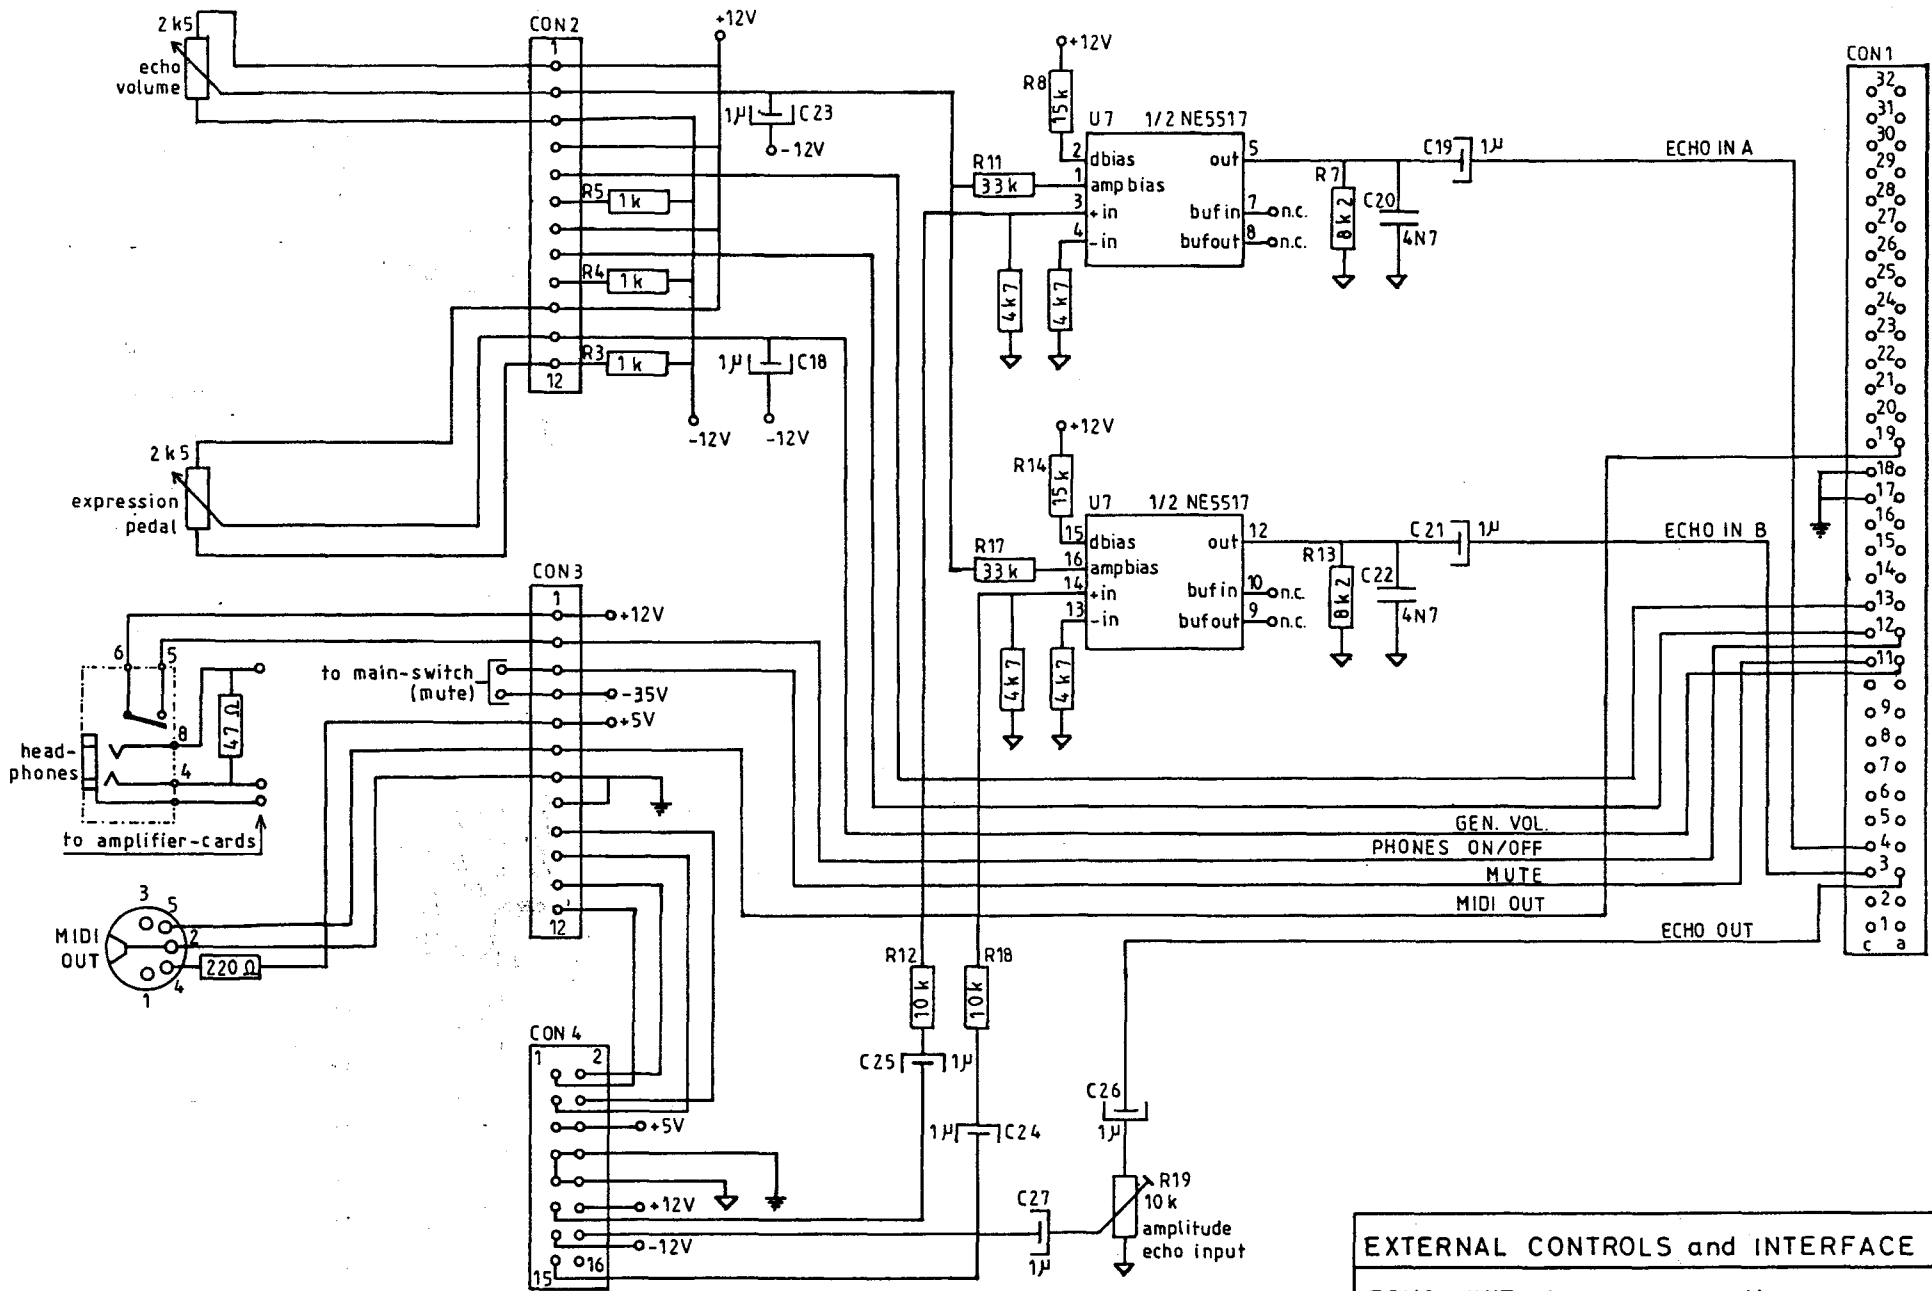 2k5
echo
volume
CON 2
1
+12V
1µ
C23
-12V
R5
1k
R4
1k
R3
1k
12
1µ
C18
-12V
-12V
2k5
expression
pedal
+12V
R8
15k
U7
1/2 NE5517
2
dbias
out
5
R11
33k
1
amp bias
3
+in
bufin
7
n.c.
4
-in
bufout
8
n.c.
4k7
4k7
R7
8k2
C20
4N7
C19
1µ
ECHO IN A
+12V
R14
15k
U7
1/2 NE5517
15
dbias
out
12
R17
33k
16
ampbias
14
+in
bufin
10
n.c.
13
-in
bufout
9
n.c.
4k7
4k7
R13
8k2
C22
4N7
C21
1µ
ECHO IN B
CON1
32
31
30
29
28
27
26
25
24
23
22
21
20
19
18
17
16
15
14
13
12
11
9
8
7
6
5
4
3
2
1
c
a
CON 3
1
+12V
6
5
to main-switch
(mute)
-35V
+5V
47 Ω
8
head-
phones
4
to amplifier-cards
12
3
5
MIDI
OUT
2
220 Ω
4
1
GEN. VOL.
PHONES ON/OFF
MUTE
MIDI OUT
ECHO OUT
R12
10k
R18
10k
C25
1µ
1µ
C24
C26
1µ
R19
10k
amplitude
echo input
C27
1µ
CON 4
1
2
+5V
+12V
-12V
15
16
EXTERNAL CONTROLS and INTERFACE